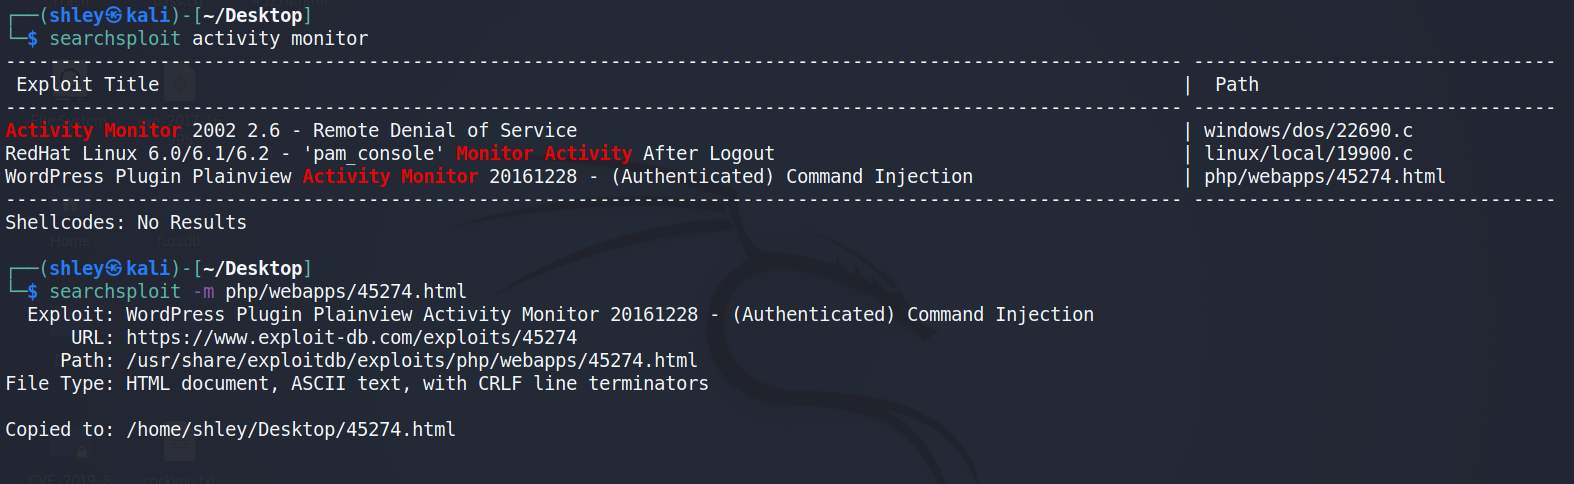 ┌──(shley㉿kali)-[~/Desktop]
└─$ searchsploit activity monitor
---------------------------------------------------------------------------------------------------------- ---------------------------------
Exploit Title | Path
---------------------------------------------------------------------------------------------------------- ---------------------------------
Activity Monitor 2002 2.6 - Remote Denial of Service | windows/dos/22690.c
RedHat Linux 6.0/6.1/6.2 - 'pam_console' Monitor Activity After Logout | linux/local/19900.c
WordPress Plugin Plainview Activity Monitor 20161228 - (Authenticated) Command Injection | php/webapps/45274.html
---------------------------------------------------------------------------------------------------------- ---------------------------------
Shellcodes: No Results
Home fuzzob
┌──(shley㉿kali)-[~/Desktop]
└─$ searchsploit -m php/webapps/45274.html
Exploit: WordPress Plugin Plainview Activity Monitor 20161228 - (Authenticated) Command Injection
URL: https://www.exploit-db.com/exploits/45274
Path: /usr/share/exploitdb/exploits/php/webapps/45274.html
File Type: HTML document, ASCII text, with CRLF line terminators
Copied to: /home/shley/Desktop/45274.html